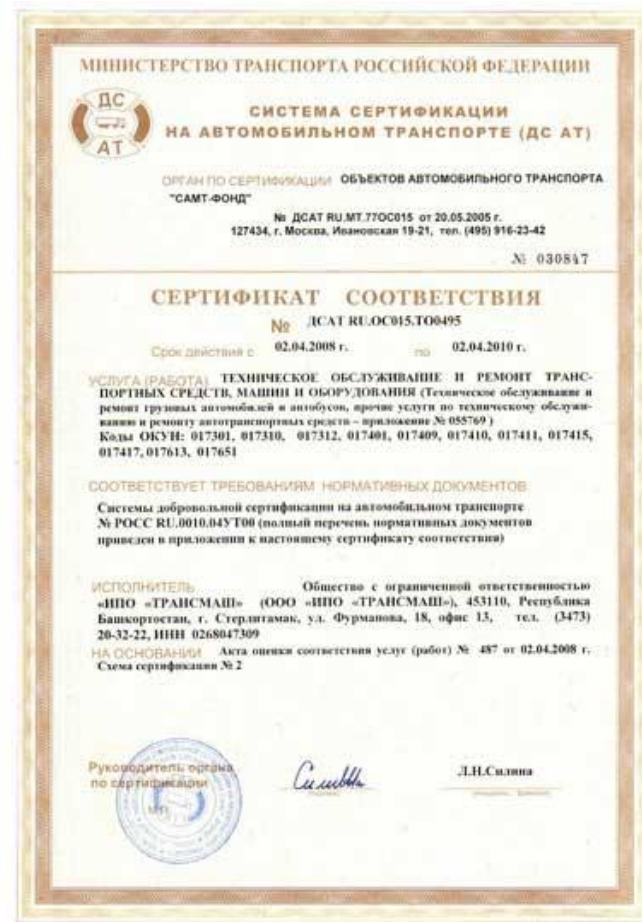 МИНИСТЕРСТВО ТРАНСПОРТА РОССИЙСКОЙ ФЕДЕРАЦИИ
ДС
АТ
СИСТЕМА СЕРТИФИКАЦИИ
НА АВТОМОБИЛЬНОМ ТРАНСПОРТЕ (ДС АТ)
ОРГАН ПО СЕРТИФИКАЦИИ ОБЪЕКТОВ АВТОМОБИЛЬНОГО ТРАНСПОРТА
"САМТ-ФОНД"
№ ДСАТ RU.МТ.77ОС015 от 20.05.2005 г.
127434, г. Москва, Ивановская 19-21, тел. (495) 916-23-42
№ 030847
СЕРТИФИКАТ СООТВЕТСТВИЯ
№ ДСАТ RU.ОС015.ТО0495
Срок действия с 02.04.2008 г. по 02.04.2010 г.
УСЛУГА (РАБОТА) ТЕХНИЧЕСКОЕ ОБСЛУЖИВАНИЕ И РЕМОНТ ТРАНС-
ПОРТНЫХ СРЕДСТВ, МАШИН И ОБОРУДОВАНИЯ (Техническое обслуживание и
ремонт грузовых автомобилей и автобусов, прочие услуги по техническому обслужи-
ванию и ремонту автотранспортных средств – приложение № 055769 )
Коды ОКУН: 017301, 017310, 017312, 017401, 017409, 017410, 017411, 017415,
017417, 017613, 017651
СООТВЕТСТВУЕТ ТРЕБОВАНИЯМ НОРМАТИВНЫХ ДОКУМЕНТОВ
Системы добровольной сертификации на автомобильном транспорте
№ РОСС RU.0010.04УТ00 (полный перечень нормативных документов
приведен в приложении к настоящему сертификату соответствия)
ИСПОЛНИТЕЛЬ Общество с ограниченной ответственностью
«ИПО «ТРАНСМАШ» (ООО «ИПО «ТРАНСМАШ»), 453110, Республика
Башкортостан, г. Стерлитамак, ул. Фурманова, 18, офис 13, тел. (3473)
20-32-22, ИНН 0268047309
НА ОСНОВАНИИ Акта оценки соответствия услуг (работ) № 487 от 02.04.2008 г.
Схема сертификации № 2
Руководитель органа
по сертификации
Л.Н.Силина
М.П.